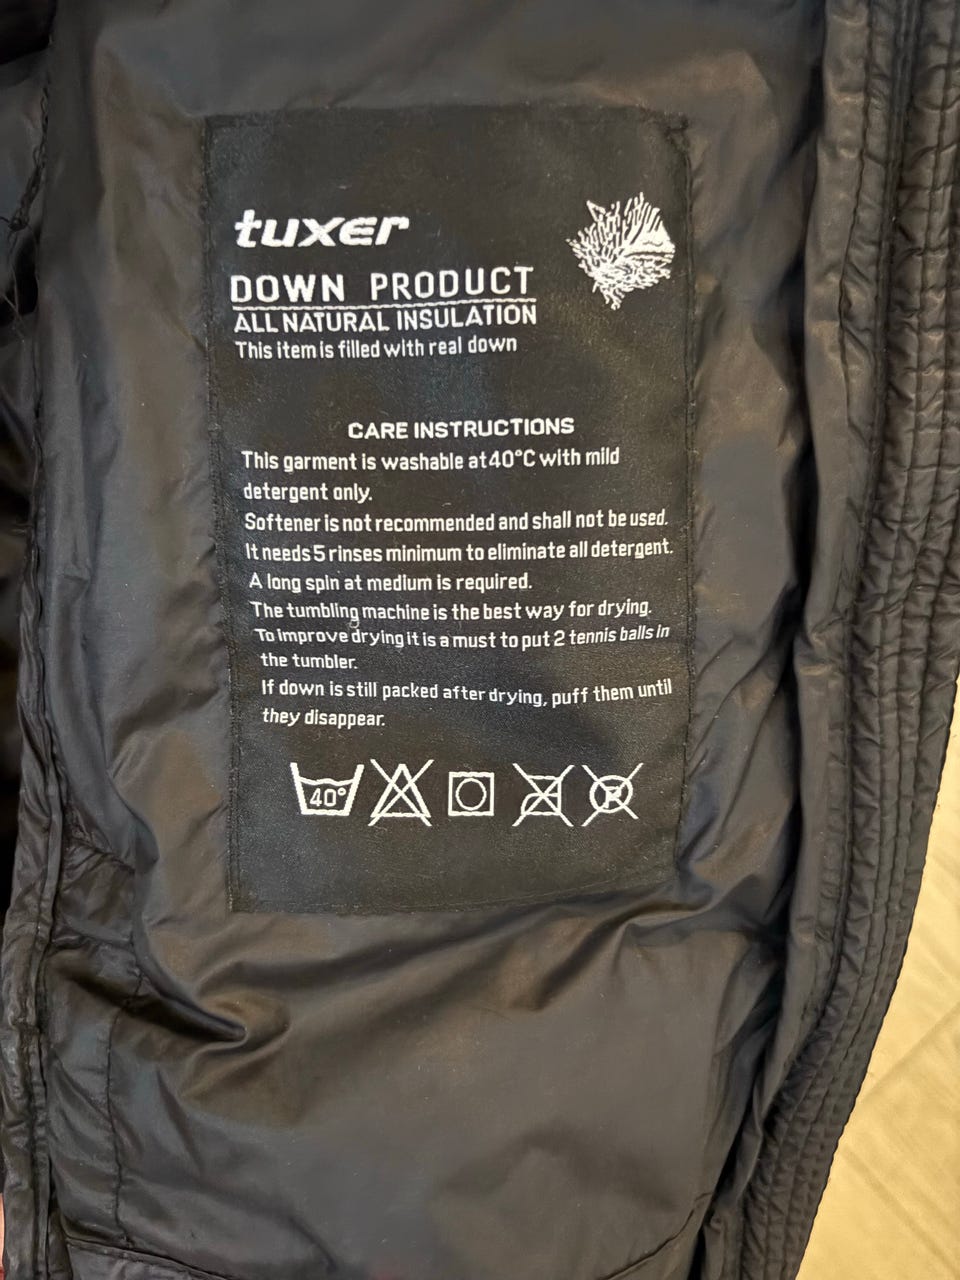 tuxer
DOWN PRODUCT
ALL NATURAL INSULATION
This item is filled with real down
CARE INSTRUCTIONS
This garment is washable at 40°C with mild
detergent only.
Softener is not recommended and shall not be used.
It needs 5 rinses minimum to eliminate all detergent.
A long spin at medium is required.
The tumbling machine is the best way for drying.
To improve drying it is a must to put 2 tennis balls in
the tumbler.
If down is still packed after drying, puff them until
they disappear.
40° P